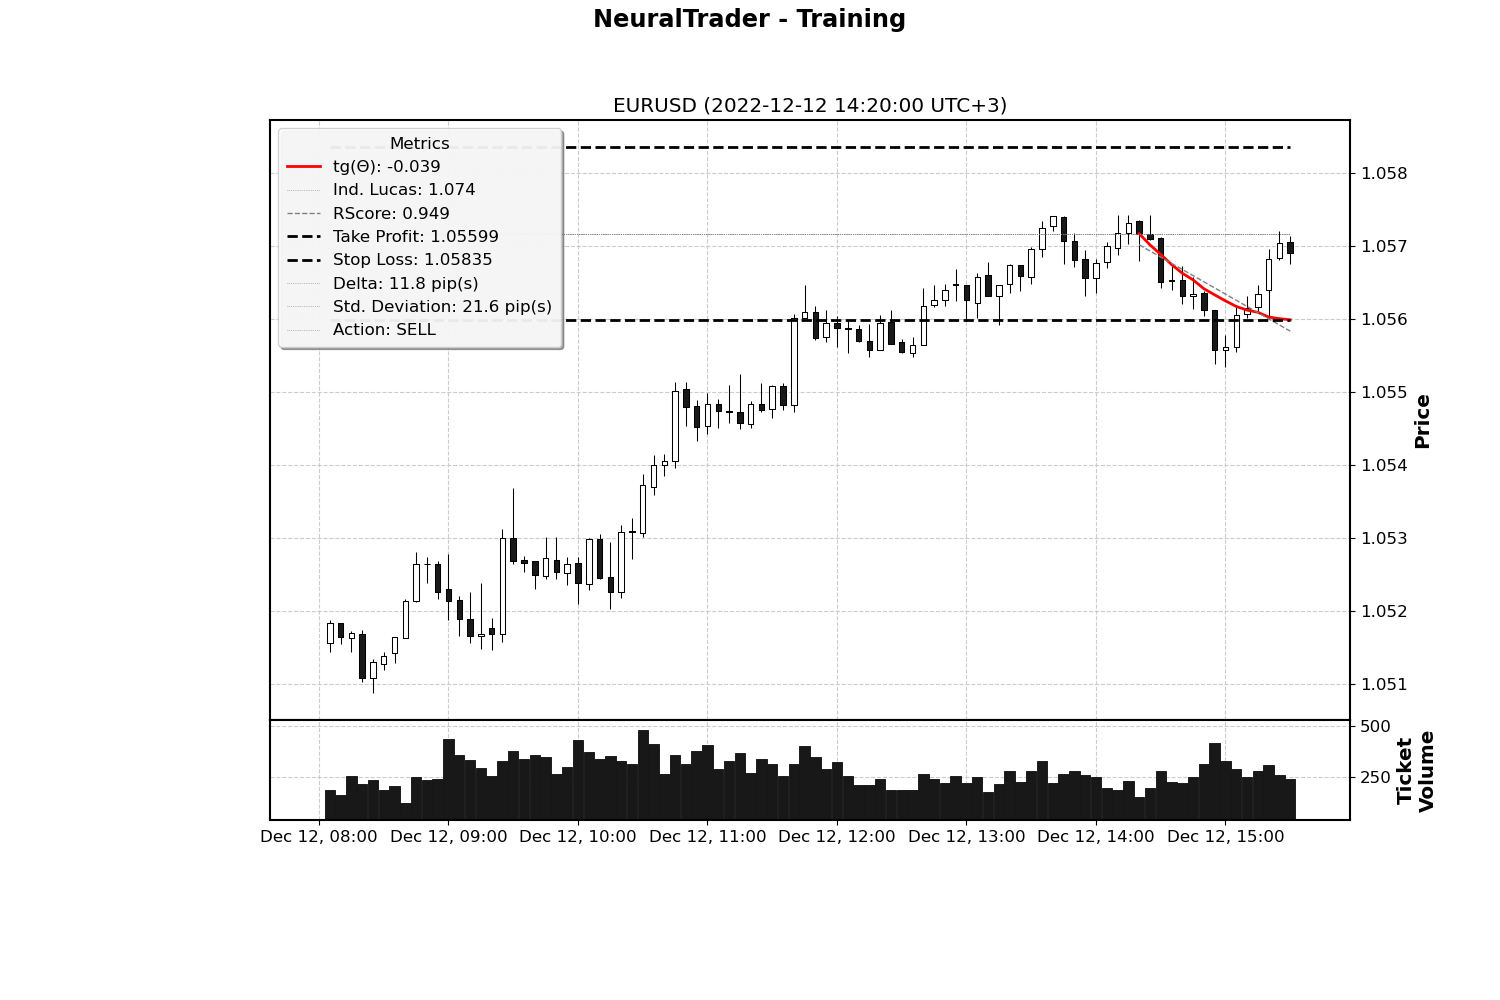 NeuralTrader - Training
EURUSD (2022-12-12 14:20:00 UTC+3)
Metrics
tg(Θ): -0.039
Ind. Lucas: 1.074
RScore: 0.949
Take Profit: 1.05599
Stop Loss: 1.05835
Delta: 11.8 pip(s)
Std. Deviation: 21.6 pip(s)
Action: SELL
1.058
1.057
1.056
1.055
1.054
1.053
1.052
1.051
Price
500
250
Ticket
Volume
Dec 12, 08:00
Dec 12, 09:00
Dec 12, 10:00
Dec 12, 11:00
Dec 12, 12:00
Dec 12, 13:00
Dec 12, 14:00
Dec 12, 15:00